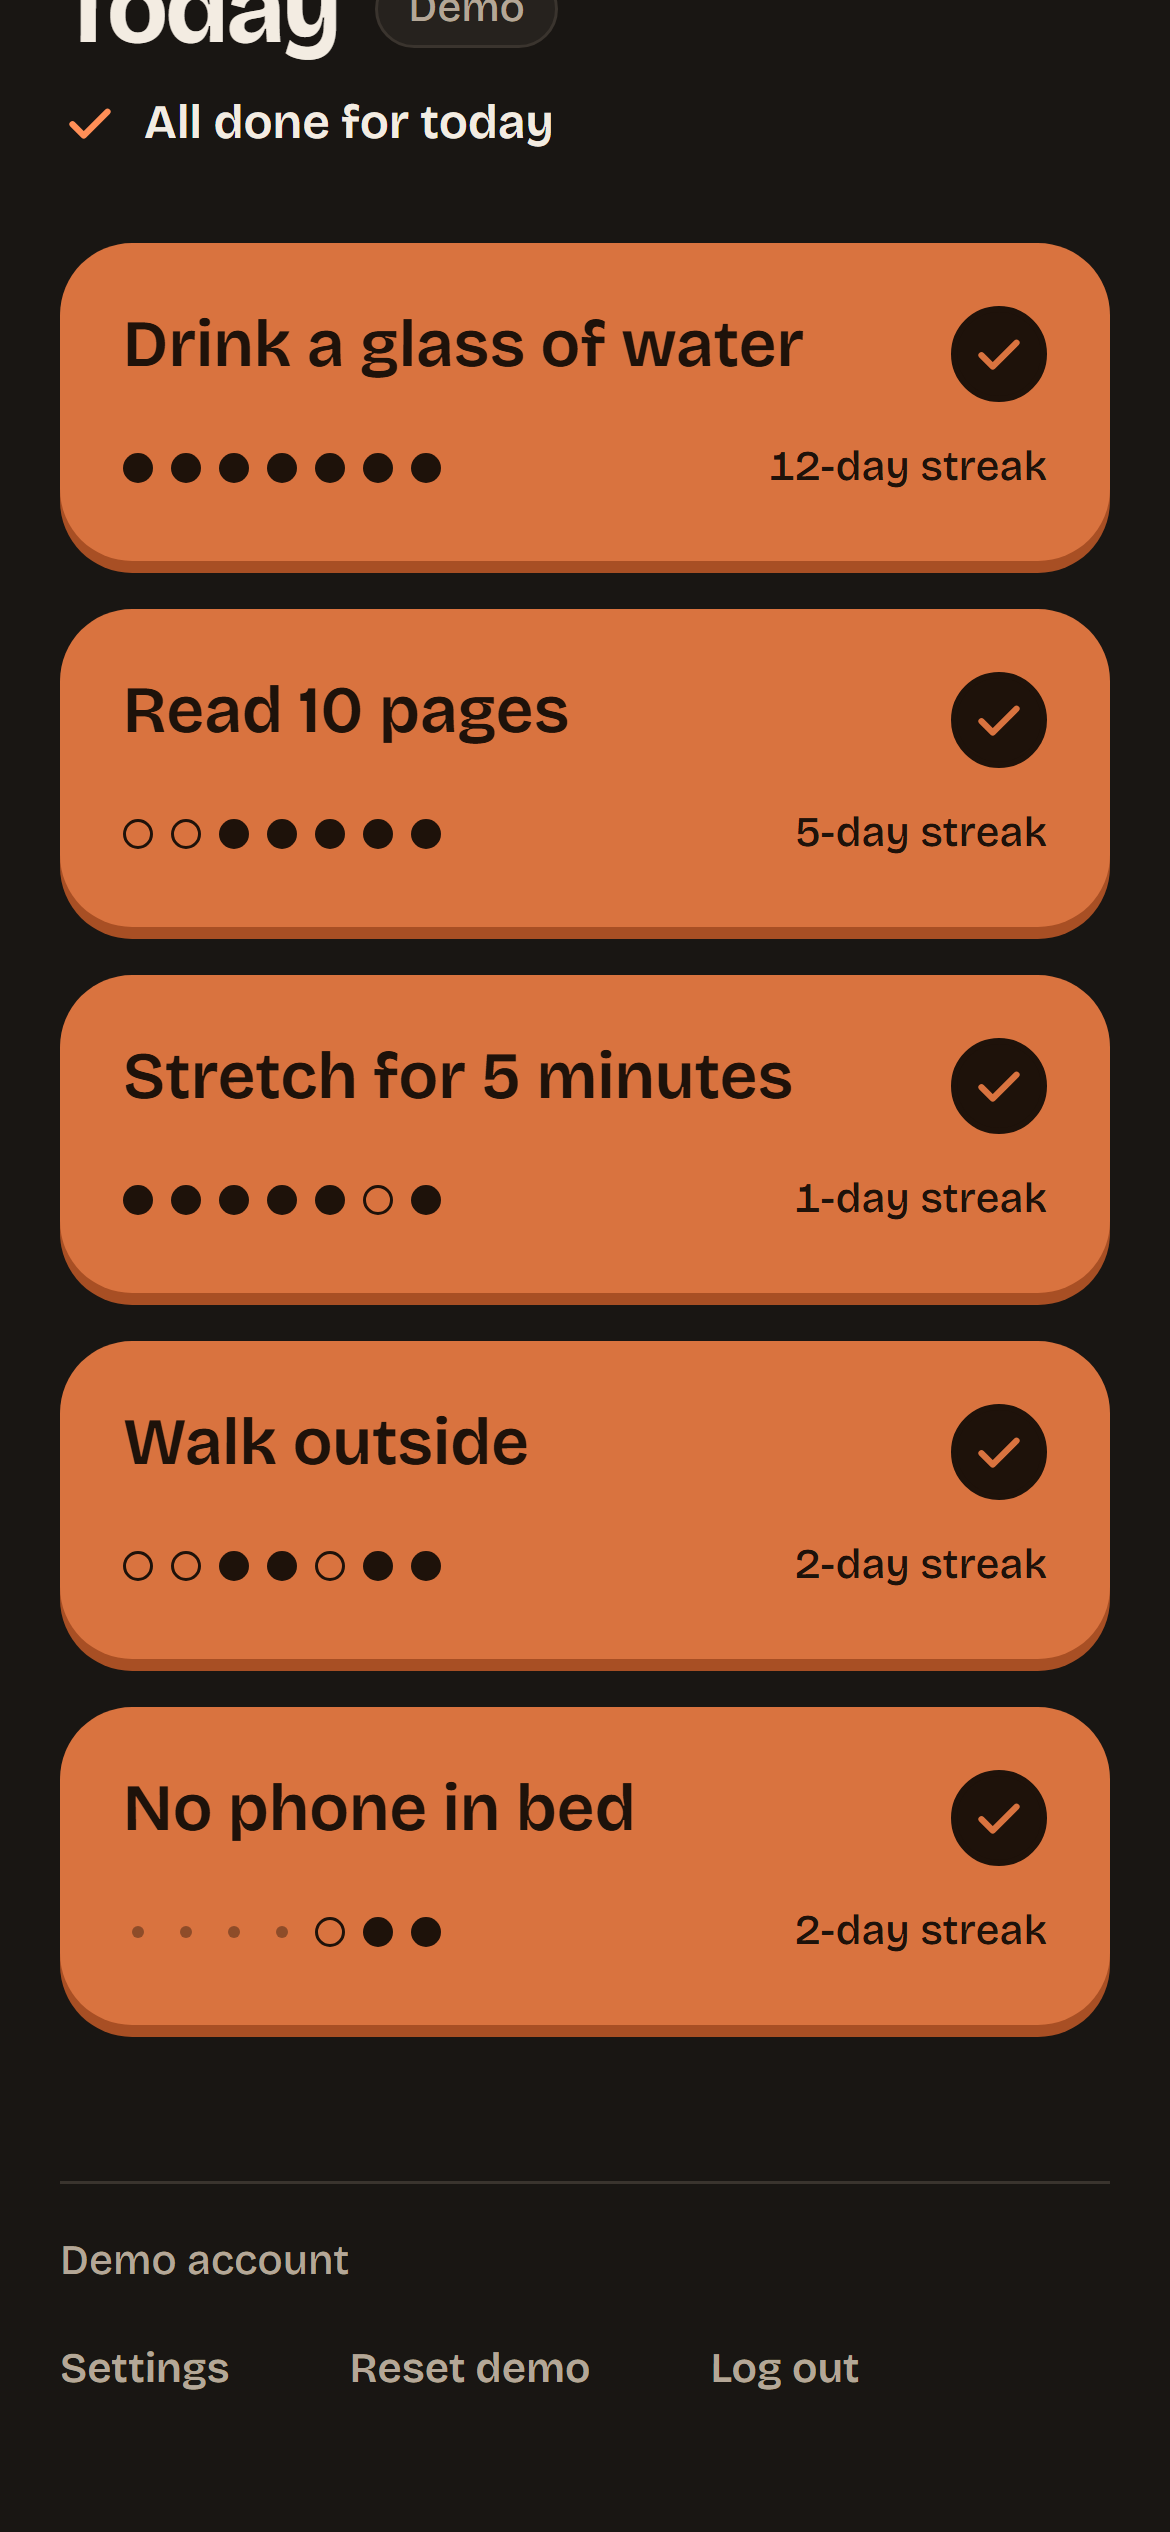 Today Demo
All done for today
Drink a glass of water
12-day streak
Read 10 pages
5-day streak
Stretch for 5 minutes
1-day streak
Walk outside
2-day streak
No phone in bed
2-day streak
Demo account
Settings Reset demo Log out